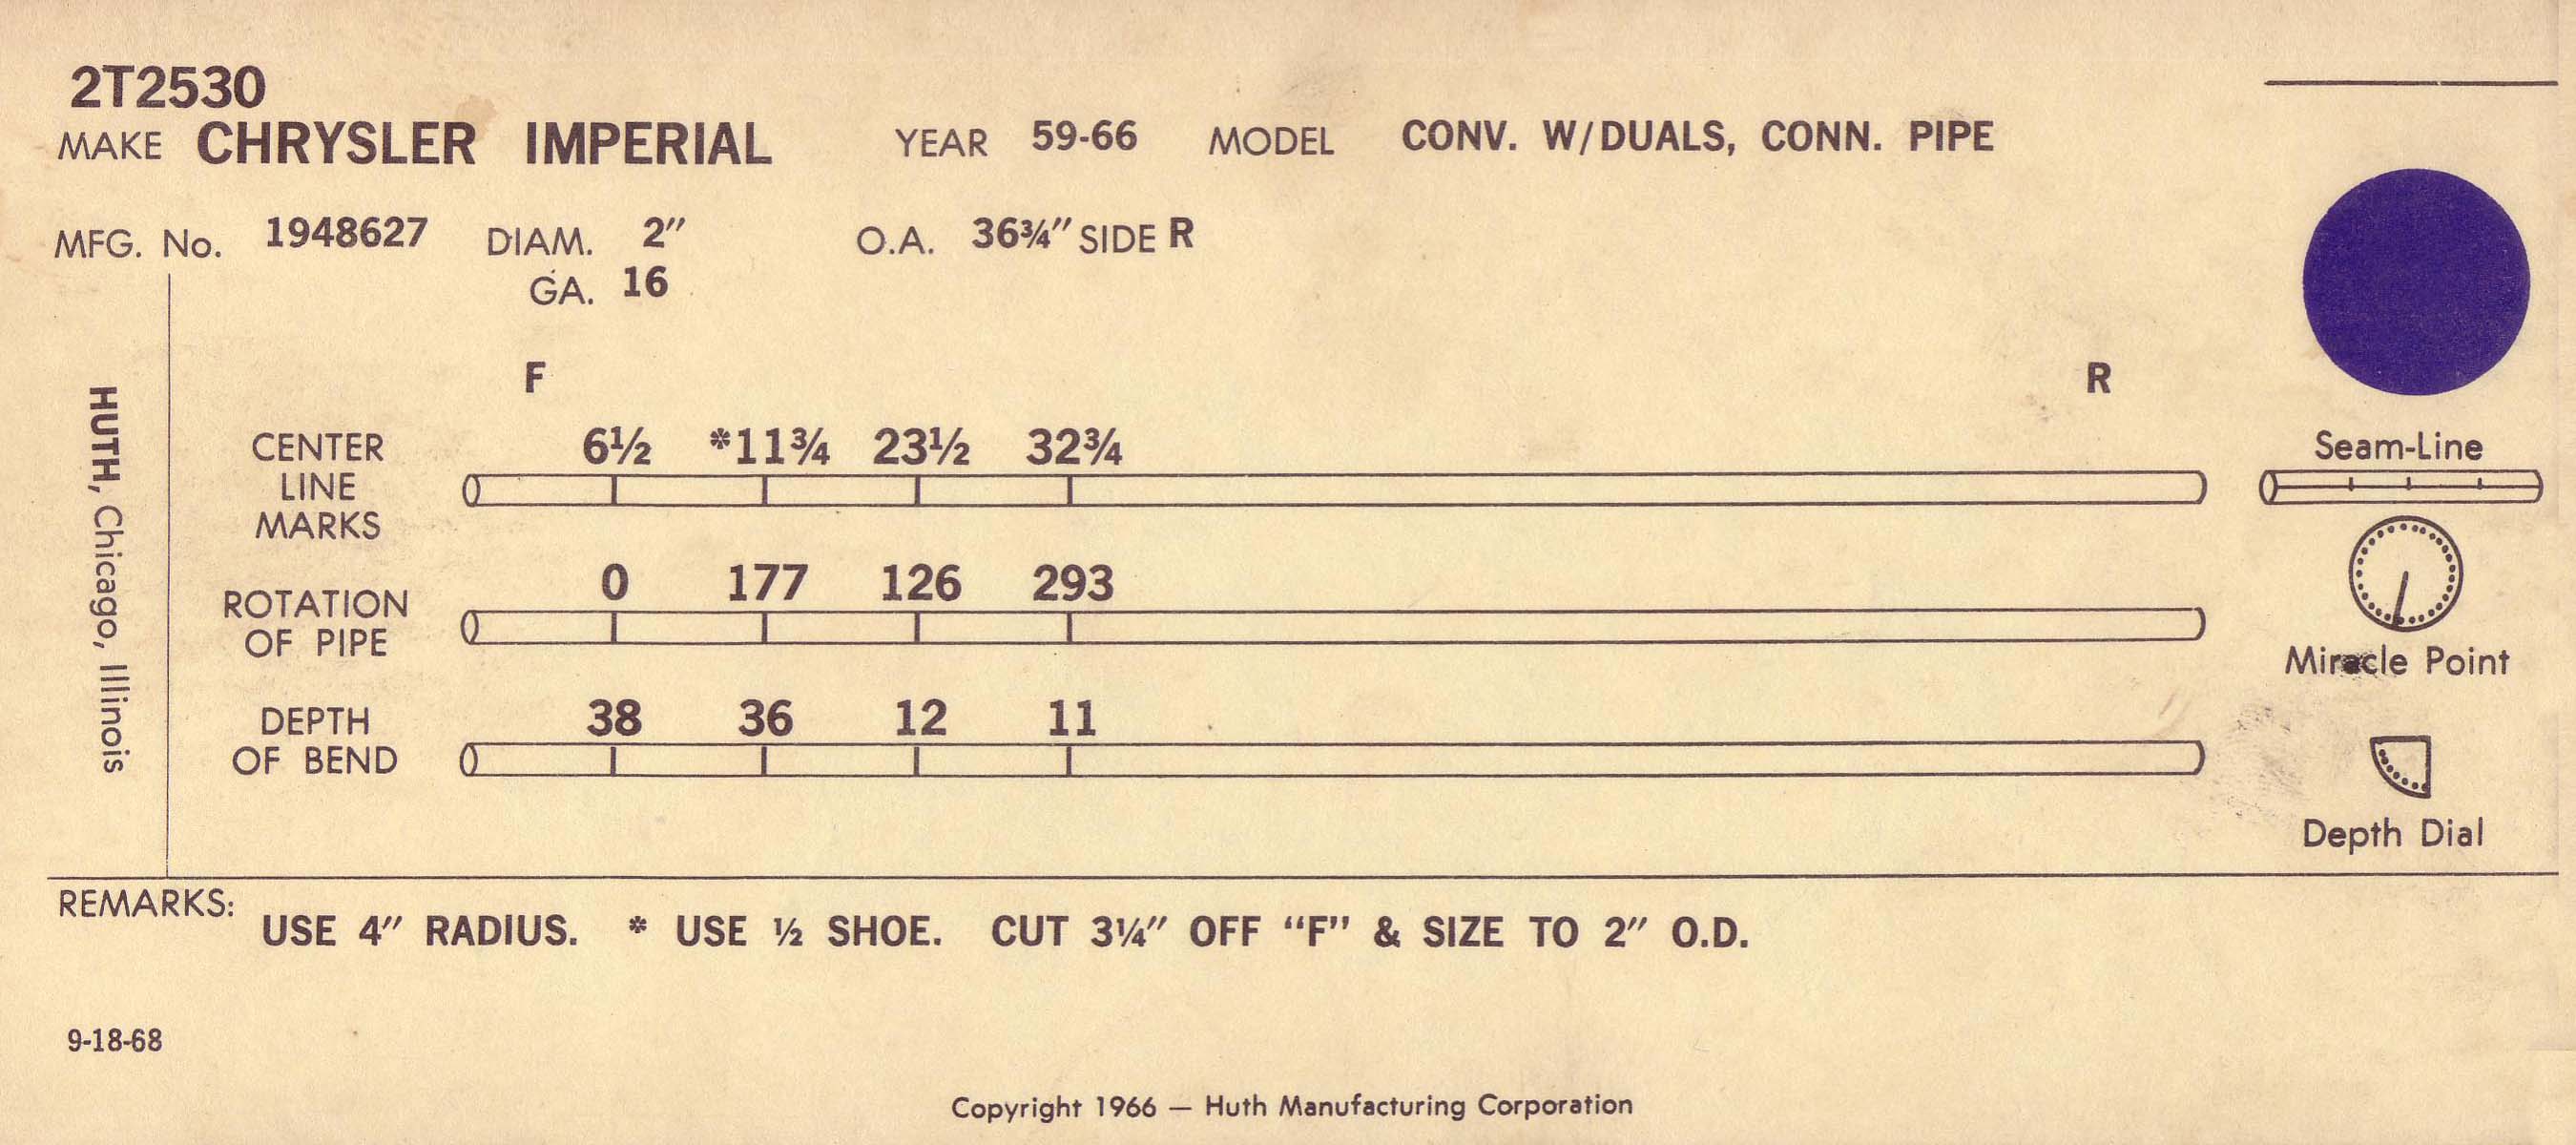 2T2530
MAKE CHRYSLER IMPERIAL YEAR 59-66 MODEL CONV. W/DUALS, CONN. PIPE
MFG. No. 1948627 DIAM. 2″ O.A. 36¾″ SIDE R
GA. 16
HUTH, Chicago, Illinois
F R
CENTER LINE MARKS 6½ *11¾ 23½ 32¾
Seam-Line
ROTATION OF PIPE 0 177 126 293
Miracle Point
DEPTH OF BEND 38 36 12 11
Depth Dial
REMARKS: USE 4″ RADIUS. * USE ½ SHOE. CUT 3¼″ OFF “F” & SIZE TO 2″ O.D.
9-18-68
Copyright 1966 — Huth Manufacturing Corporation